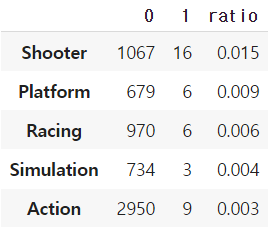 0 1 ratio
Shooter 1067 16 0.015
Platform 679 6 0.009
Racing 970 6 0.006
Simulation 734 3 0.004
Action 2950 9 0.003